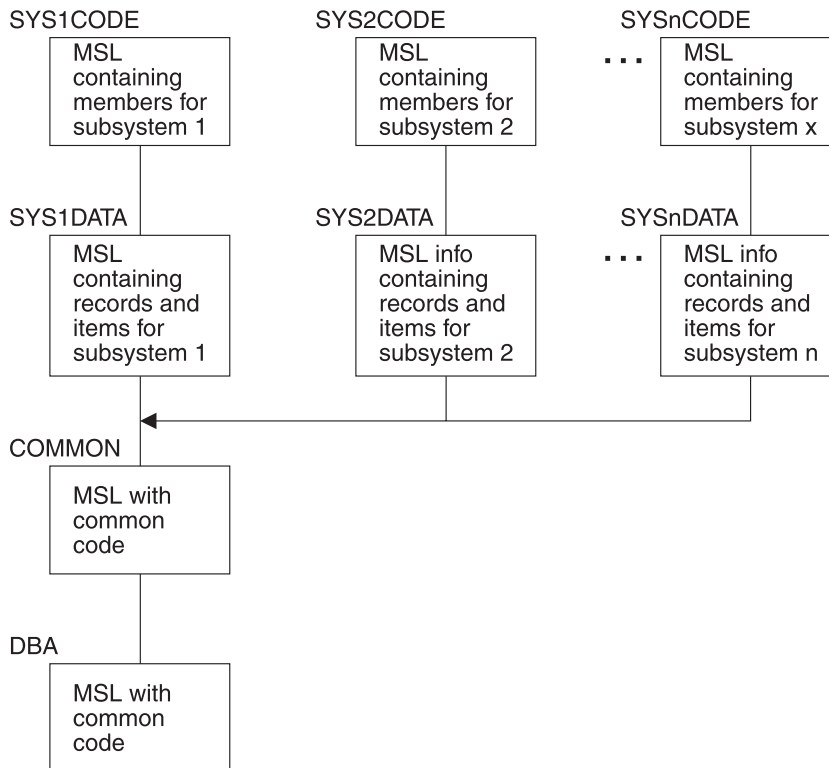 SYS1CODE
MSL
containing
members for
subsystem 1
SYS2CODE
MSL
containing
members for
subsystem 2
SYSnCODE
...
MSL
containing
members for
subsystem x
SYS1DATA
MSL
containing
records and
items for
subsystem 1
SYS2DATA
MSL info
containing
records and
items for
subsystem 2
SYSnDATA
...
MSL info
containing
records and
items for
subsystem n
COMMON
MSL with
common
code
DBA
MSL with
common
code